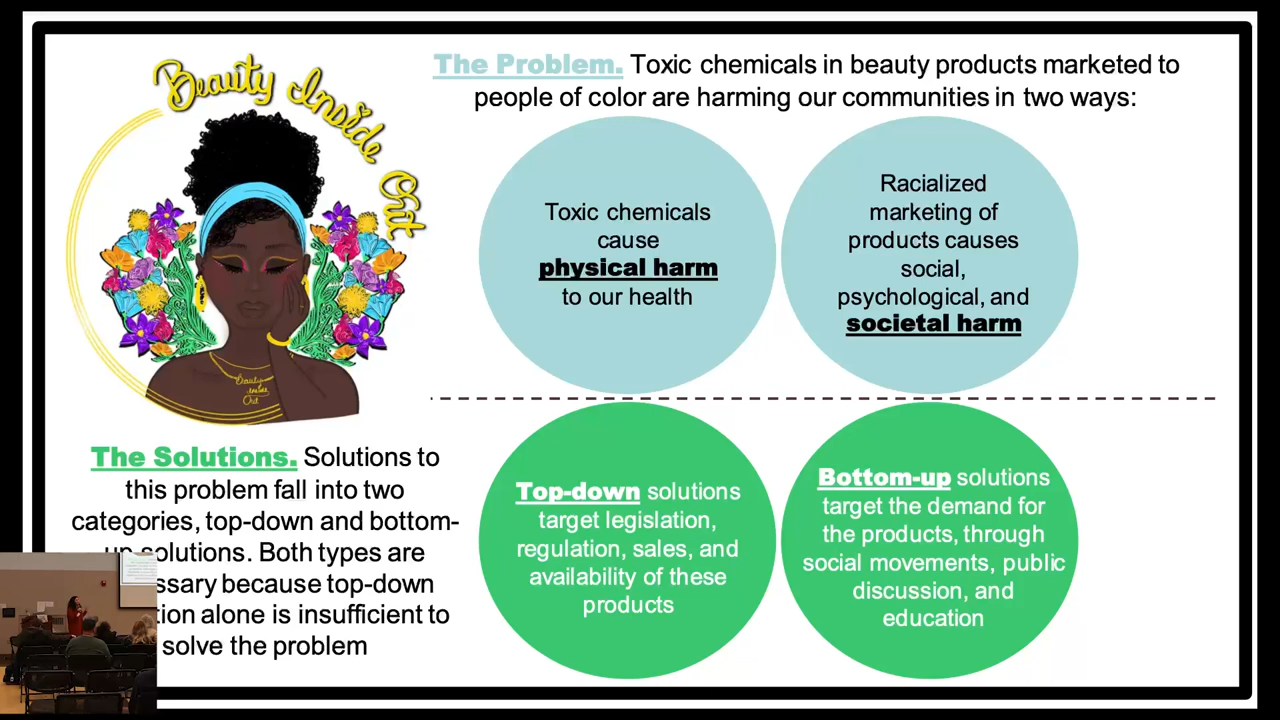 Beauty Inside Out
The Problem. Toxic chemicals in beauty products marketed to
people of color are harming our communities in two ways:
Toxic chemicals
cause
physical harm
to our health
Racialized
marketing of
products causes
social,
psychological, and
societal harm
Beauty
Inside
Out
The Solutions. Solutions to
this problem fall into two
categories, top-down and bottom-
up solutions. Both types are
because top-down
alone is insufficient to
solve the problem
Top-down solutions
target legislation,
regulation, sales, and
availability of these
products
Bottom-up solutions
target the demand for
the products, through
social movements, public
discussion, and
education